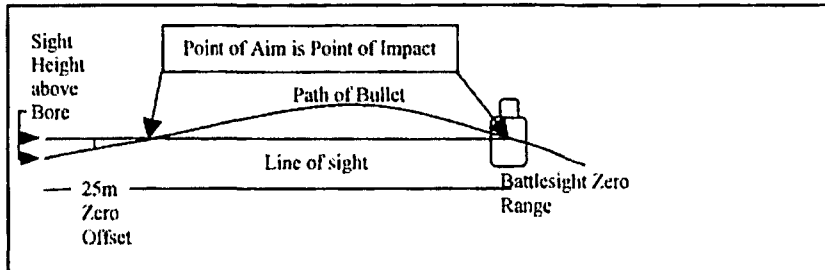 Sight
Height
above
Bore
Point of Aim is Point of Impact
Path of Bullet
Line of sight
25m
Zero
Offset
Battlesight Zero
Range